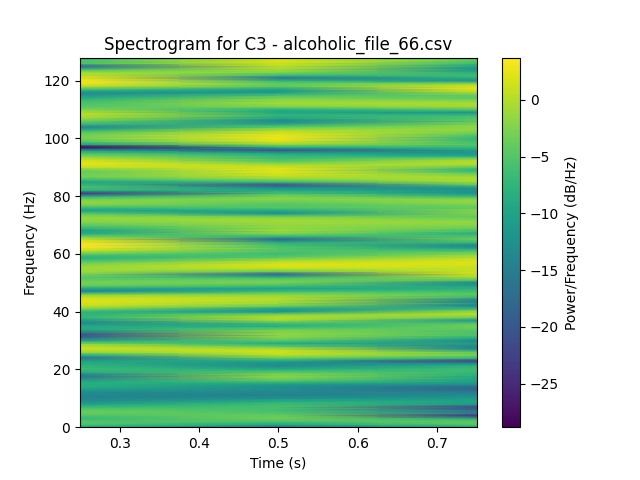 Spectrogram for C3 - alcoholic_file_66.csv
120
100
80
60
40
20
0
Frequency (Hz)
0.3 0.4 0.5 0.6 0.7
Time (s)
0
−5
−10
−15
−20
−25
Power/Frequency (dB/Hz)